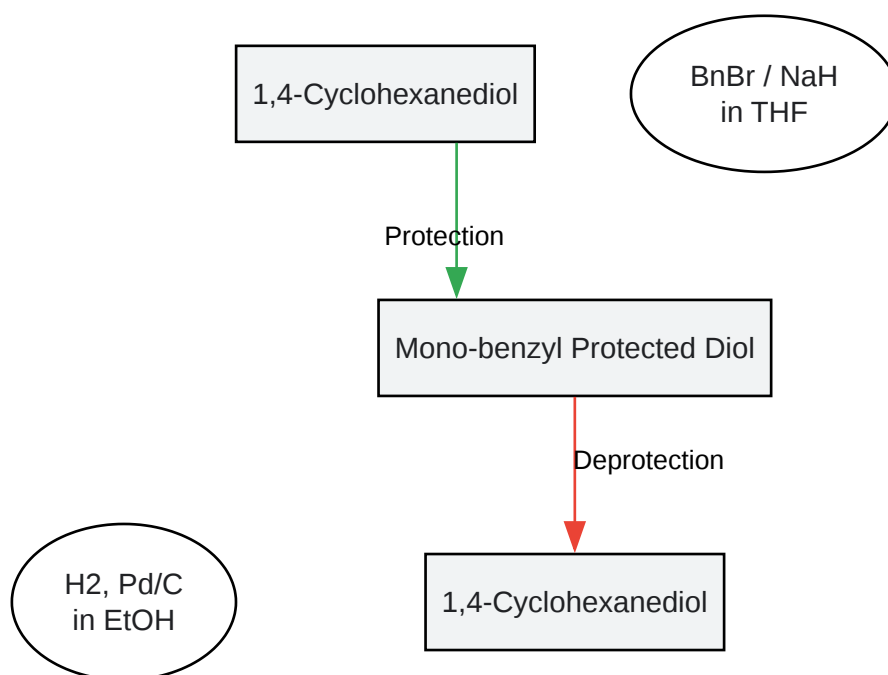 1,4-Cyclohexanediol
BnBr / NaH
in THF
Protection
Mono-benzyl Protected Diol
Deprotection
H2, Pd/C
in EtOH
1,4-Cyclohexanediol